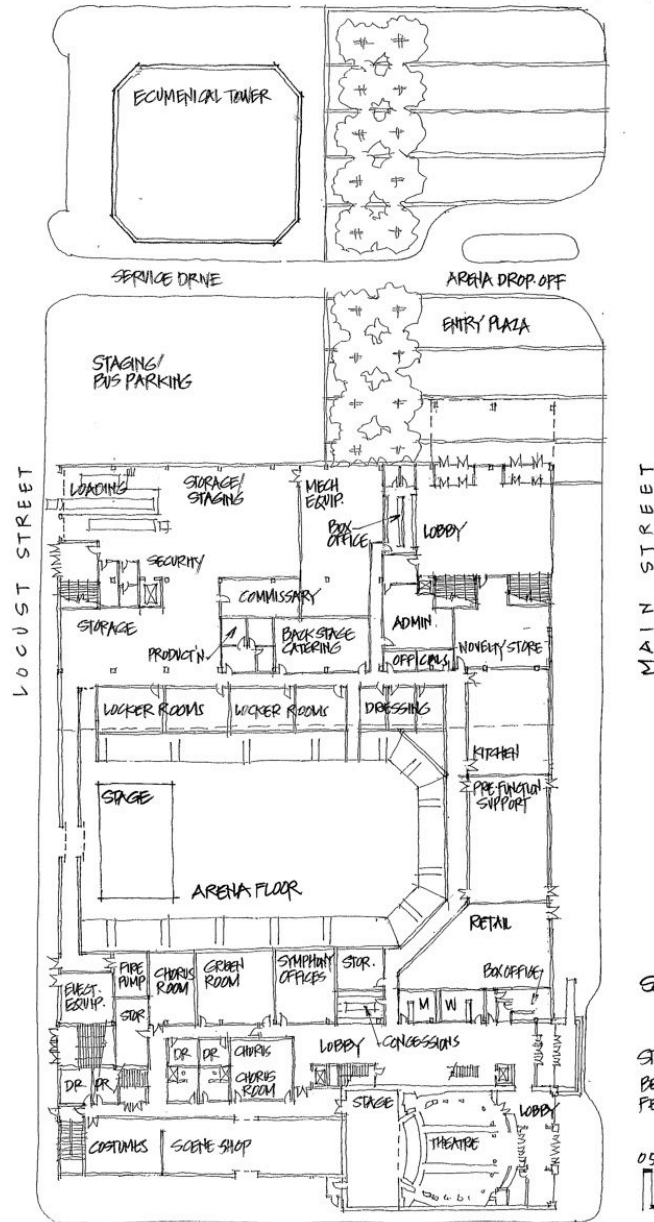 ECUMENICAL TOWER
SERVICE DRIVE
ARENA DROP.OFF
ENTRY PLAZA
STAGING/
BUS PARKING
LOCUST STREET
MAIN STREET
LOADING
STORAGE/
STAGING
MECH
EQUIP.
BOX
OFFICE
LOBBY
SECURITY
COMMISSARY
STORAGE
PRODUCT'N
BACKSTAGE
CATERING
ADMIN.
OFF
NOVELTY STORE
LOCKER ROOMS
LOCKER ROOMS
DRESSING
KITCHEN
STAGE
PRE-FUNCTION
SUPPORT
ARENA FLOOR
RETAIL
ELECT.
EQUIP.
FIRE
PUMP
CHORUS
ROOM
GREEN
ROOM
SYMPHONY
OFFICES
STOR.
BOX OFFICE
STOR.
M
W
DR
DR
CHORUS
CHORUS
ROOM
LOBBY
CONCESSIONS
DR
DR
STAGE
LOBBY
COSTUMES
SCENE SHOP
THEATRE